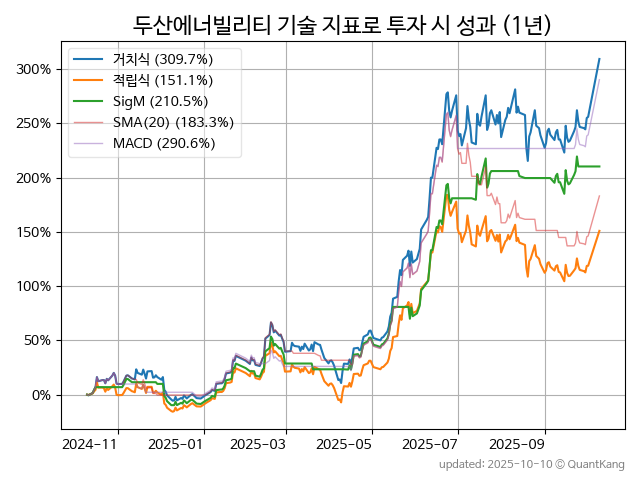 두산에너빌리티 기술 지표로 투자 시 성과 (1년)
거치식 (309.7%)
적립식 (151.1%)
SigM (210.5%)
SMA(20) (183.3%)
MACD (290.6%)
300%
250%
200%
150%
100%
50%
0%
2024-11 2025-01 2025-03 2025-05 2025-07 2025-09
updated: 2025-10-10 © QuantKang